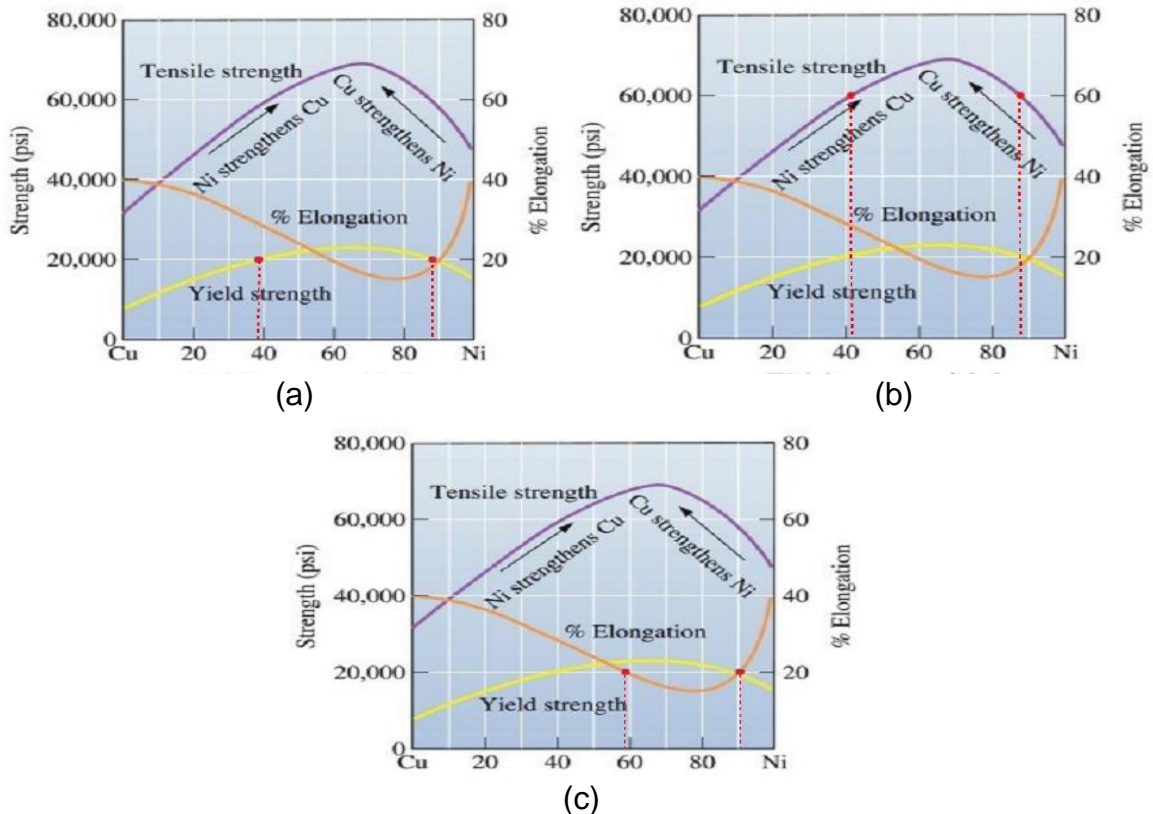 80,000
80
Tensile strength
Cu strengthens Ni
60,000
60
Ni strengthens Cu
Strength (psi)
% Elongation
40,000
40
% Elongation
20,000
20
Yield strength
0
0
Cu
20
40
60
80
Ni
(a)
80,000
80
Tensile strength
Cu strengthens Ni
60,000
60
Ni strengthens Cu
Strength (psi)
% Elongation
40,000
40
% Elongation
20,000
20
Yield strength
0
0
Cu
20
40
60
80
Ni
(b)
80,000
80
Tensile strength
Cu strengthens Ni
60,000
60
Ni strengthens Cu
Strength (psi)
% Elongation
40,000
40
% Elongation
20,000
20
Yield strength
0
0
Cu
20
40
60
80
Ni
(c)